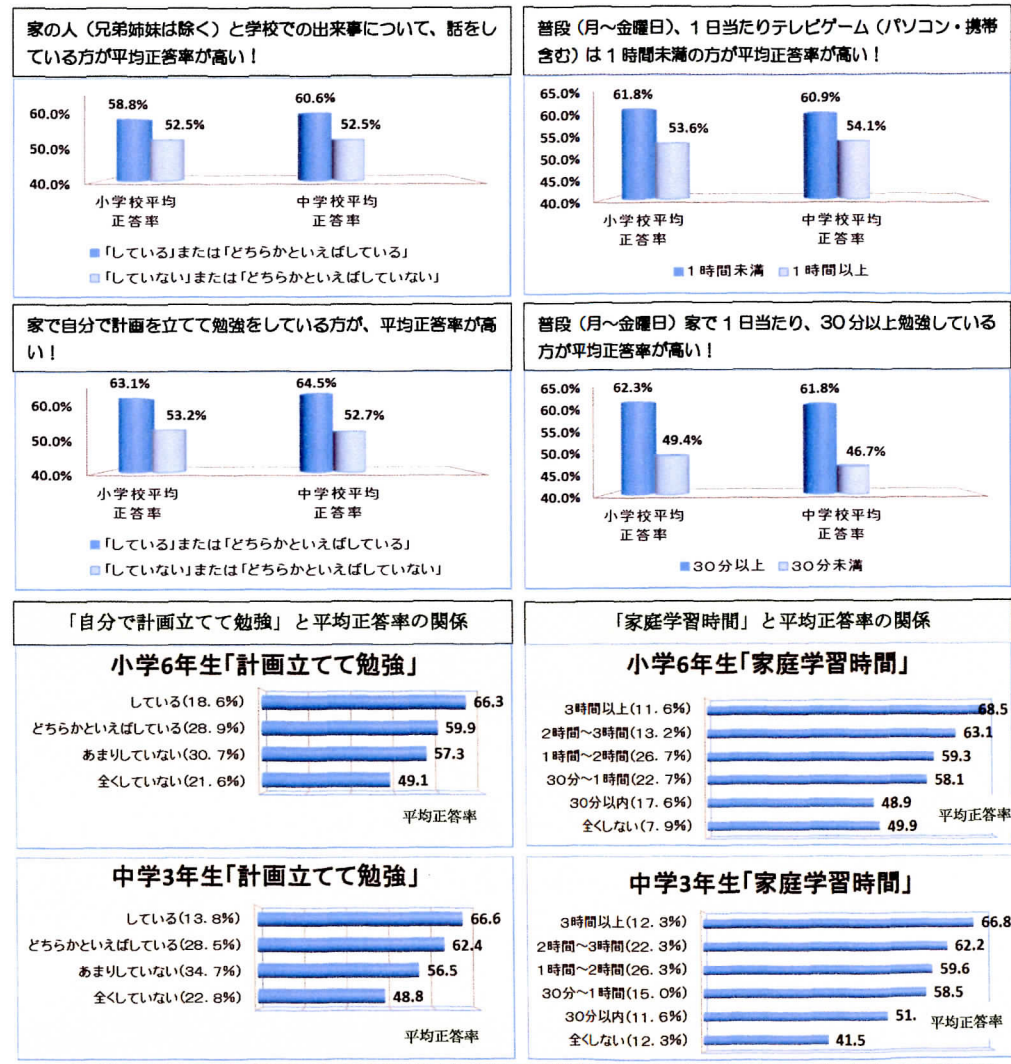 家の人（兄弟姉妹は除く）と学校での出来事について、話をし
ている方が平均正答率が高い！
58.8%
52.5%
60.6%
52.5%
60.0%
50.0%
40.0%
小学校平均
正答率
中学校平均
正答率
■「している」または「どちらかといえばしている」
■「していない」または「どちらかといえばしていない」
普段（月～金曜日）、１日当たりテレビゲーム（パソコン・携帯
含む）は１時間未満の方が平均正答率が高い！
61.8%
53.6%
60.9%
54.1%
65.0%
60.0%
55.0%
50.0%
45.0%
40.0%
小学校平均
正答率
中学校平均
正答率
■１時間未満 ■１時間以上
家で自分で計画を立てて勉強をしている方が、平均正答率が高
い！
63.1%
53.2%
64.5%
52.7%
60.0%
50.0%
40.0%
小学校平均
正答率
中学校平均
正答率
■「している」または「どちらかといえばしている」
■「していない」または「どちらかといえばしていない」
普段（月～金曜日）家で１日当たり、30分以上勉強している
方が平均正答率が高い！
62.3%
49.4%
61.8%
46.7%
65.0%
60.0%
55.0%
50.0%
45.0%
40.0%
小学校平均
正答率
中学校平均
正答率
■30分以上 ■30分未満
「自分で計画立てて勉強」と平均正答率の関係
小学6年生「計画立てて勉強」
している(18.6%) 66.3
どちらかといえばしている(28.9%) 59.9
あまりしていない(30.7%) 57.3
全くしていない(21.6%) 49.1
平均正答率
中学3年生「計画立てて勉強」
している(13.8%) 66.6
どちらかといえばしている(28.5%) 62.4
あまりしていない(34.7%) 56.5
全くしていない(22.8%) 48.8
平均正答率
「家庭学習時間」と平均正答率の関係
小学6年生「家庭学習時間」
3時間以上(11.6%) 68.5
2時間～3時間(13.2%) 63.1
1時間～2時間(26.7%) 59.3
30分～1時間(22.7%) 58.1
30分以内(17.6%) 48.9
全くしない(7.9%) 49.9
平均正答率
中学3年生「家庭学習時間」
3時間以上(12.3%) 66.8
2時間～3時間(22.3%) 62.2
1時間～2時間(26.3%) 59.6
30分～1時間(15.0%) 58.5
30分以内(11.6%) 51.
全くしない(12.3%) 41.5
平均正答率